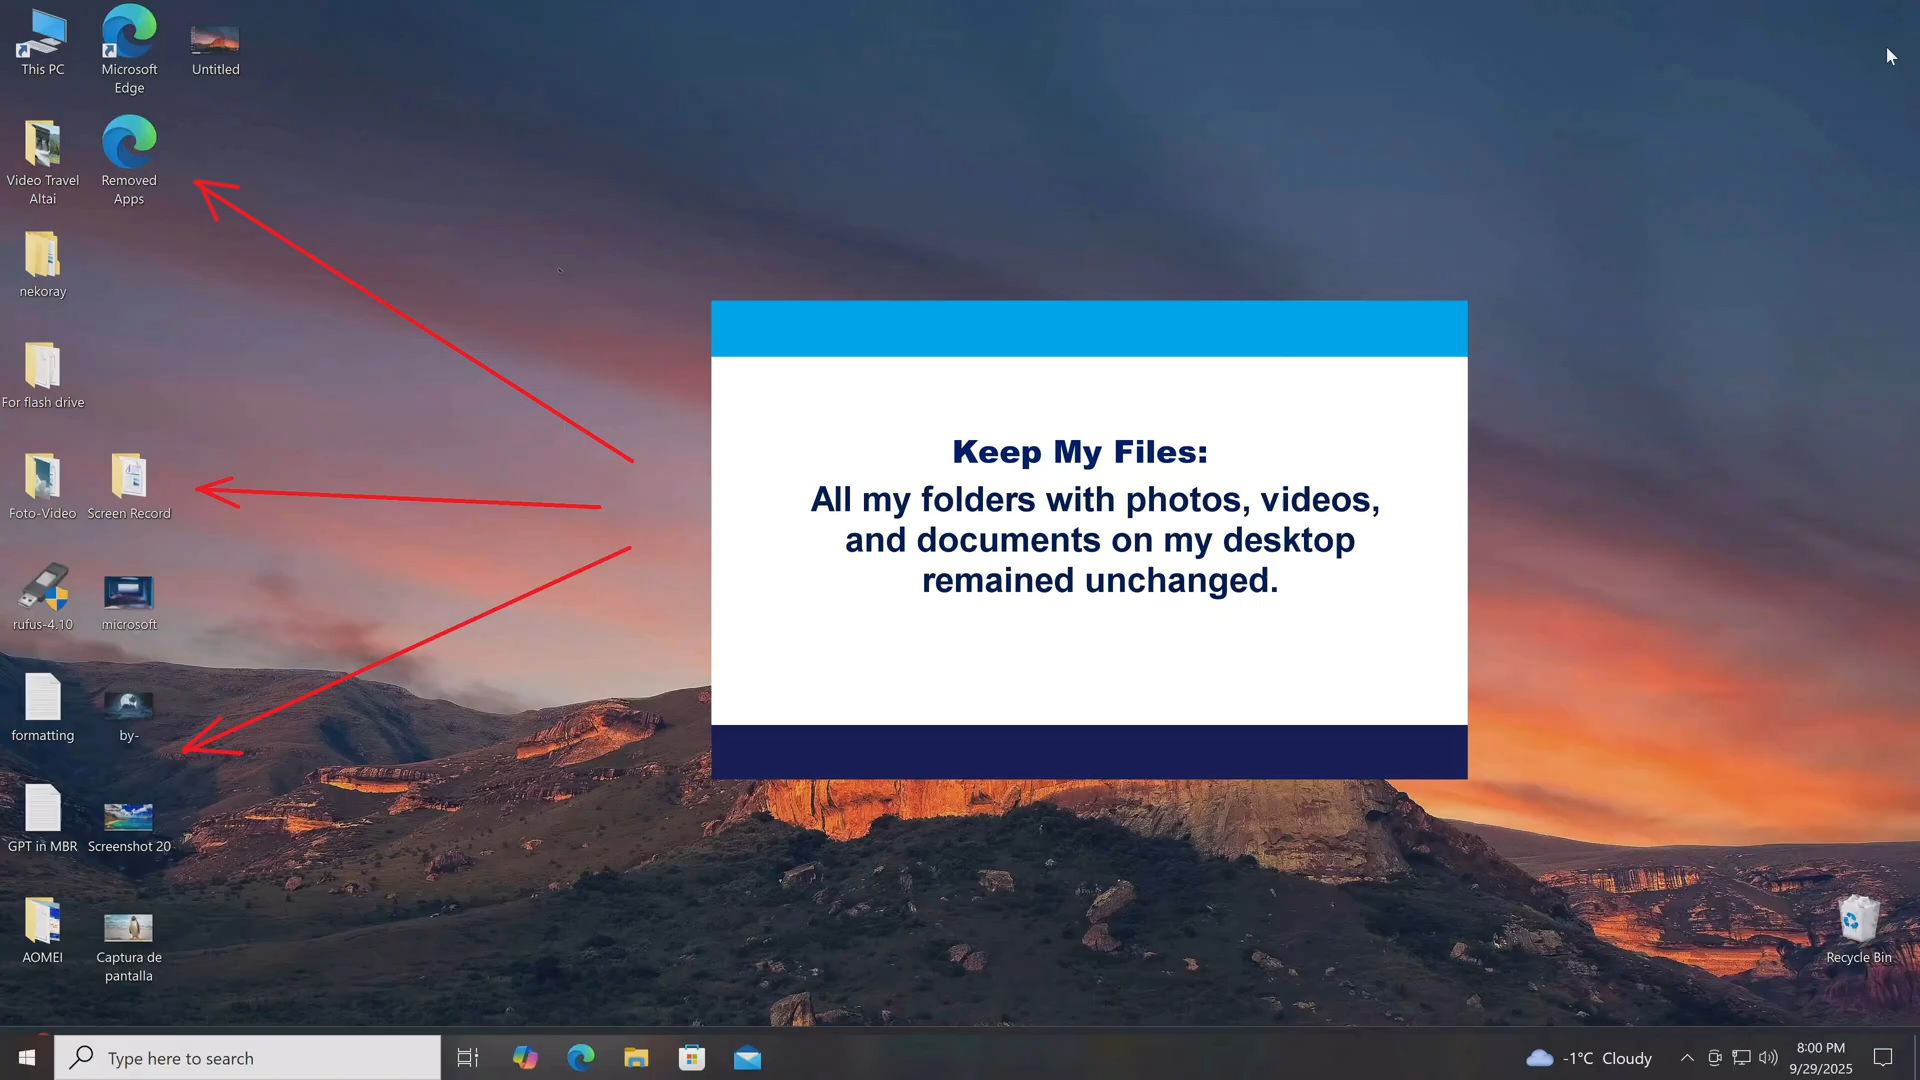 This PC
Microsoft
Edge
Untitled
Video Travel
Altai
Removed
Apps
nekoray
For flash drive
Foto-Video
Screen Record
rufus-4.10
microsoft
formatting
by-
GPT in MBR
Screenshot 20
AOMEI
Captura de
pantalla
Keep My Files:
All my folders with photos, videos,
and documents on my desktop
remained unchanged.
Recycle Bin
Type here to search
-1°C Cloudy
8:00 PM
9/29/2025